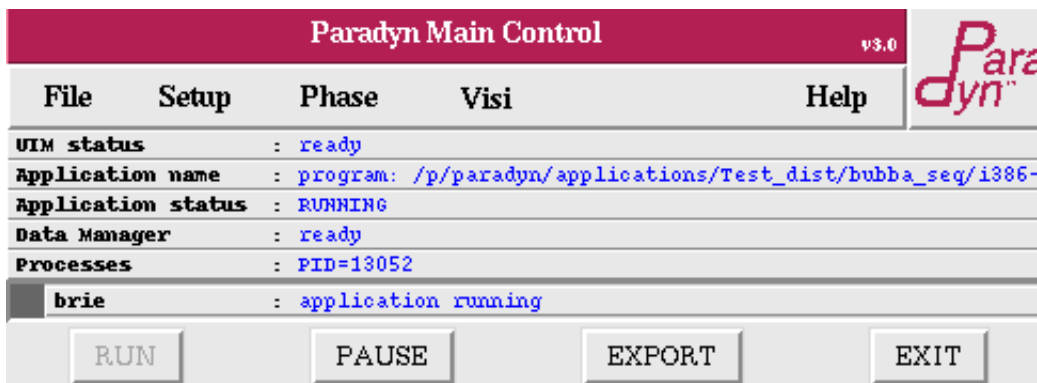 Paradyn Main Control v3.0
Para
dyn™
File Setup Phase Visi Help
UIM status : ready
Application name : program: /p/paradyn/applications/Test_dist/bubba_seq/i386-
Application status : RUNNING
Data Manager : ready
Processes : PID=13052
brie : application running
RUN PAUSE EXPORT EXIT